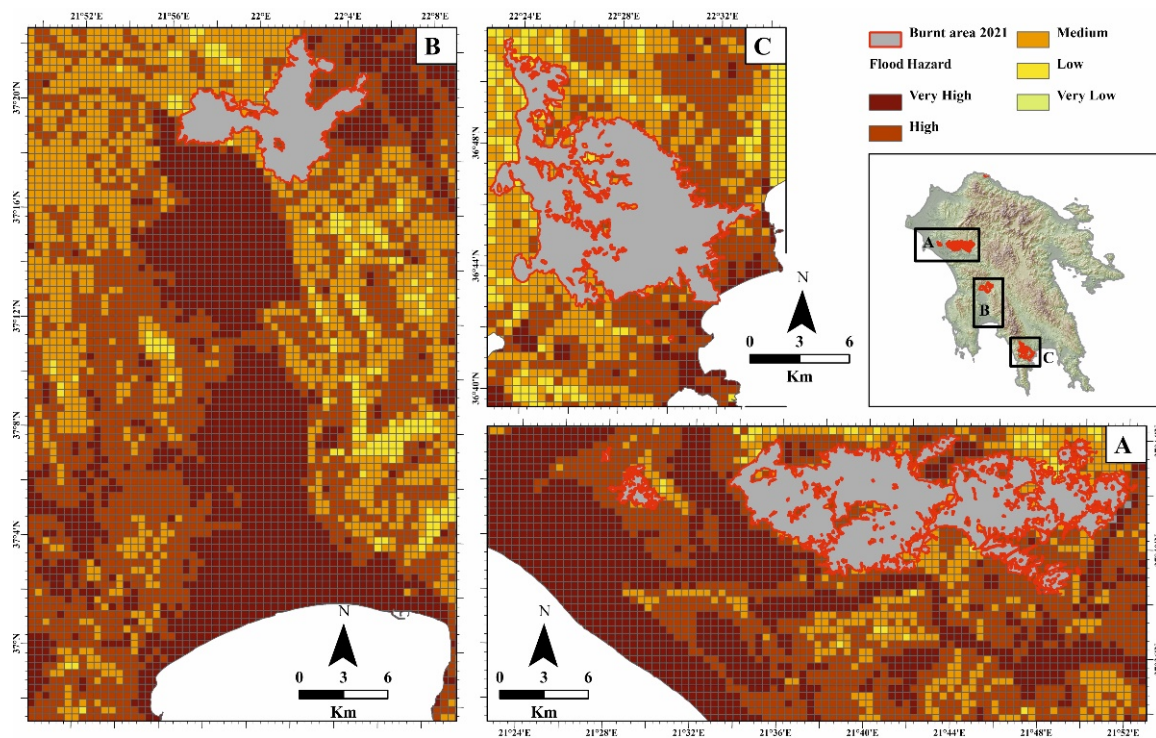 21°52'E 21°56'E 22°E 22°4'E 22°8'E
B
37°20'N
37°16'N
37°12'N
37°8'N
37°4'N
37°N
N
0 3 6
Km
22°24'E 22°28'E 22°32'E
C
36°48'N
36°44'N
36°40'N
N
0 3 6
Km
Burnt area 2021
Flood Hazard
Very High
High
Medium
Low
Very Low
A
B
C
A
N
0 3 6
Km
21°24'E 21°28'E 21°32'E 21°36'E 21°40'E 21°44'E 21°48'E 21°52'E